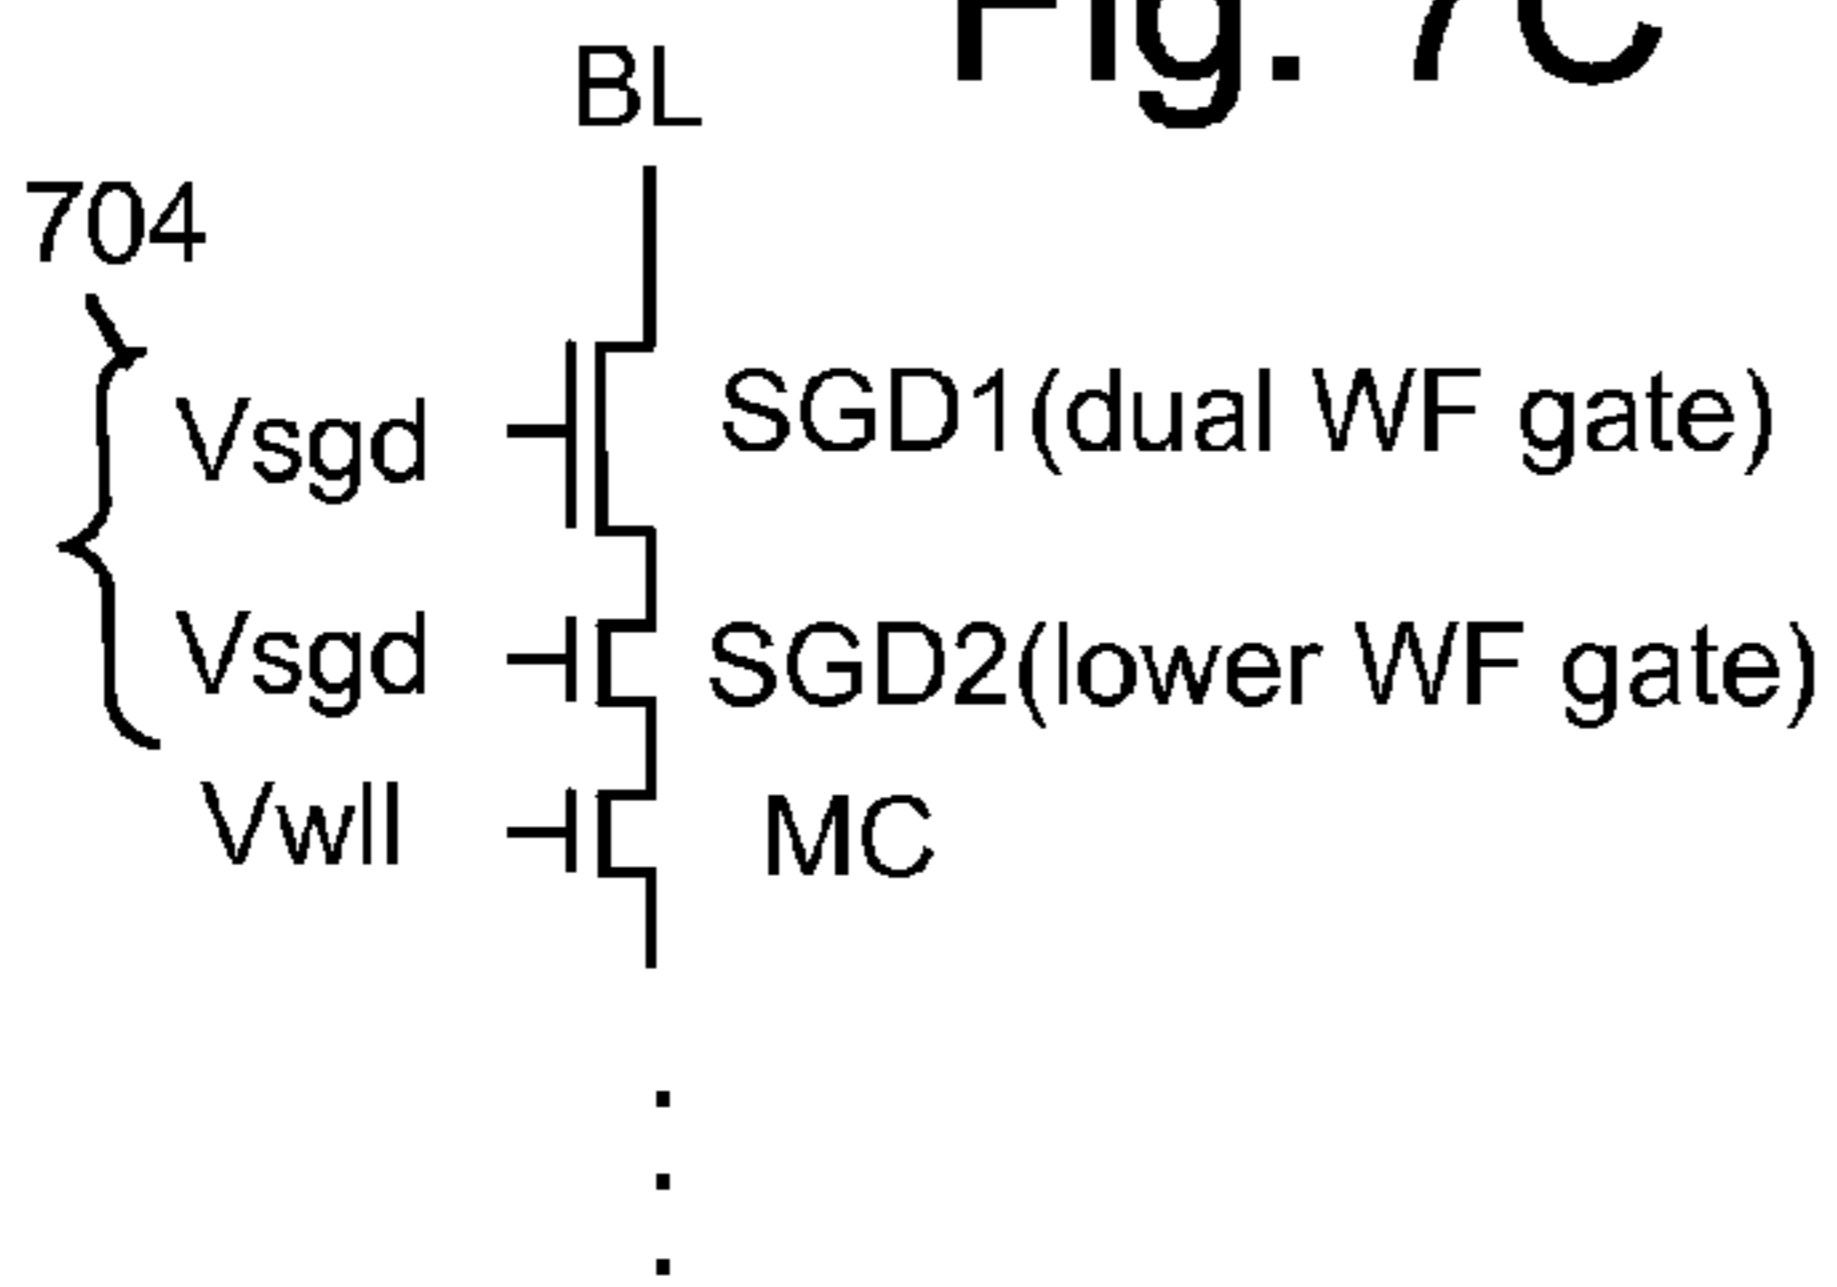 Fig. 7C
BL
704
Vsgd SGD1(dual WF gate)
Vsgd SGD2(lower WF gate)
Vwll MC